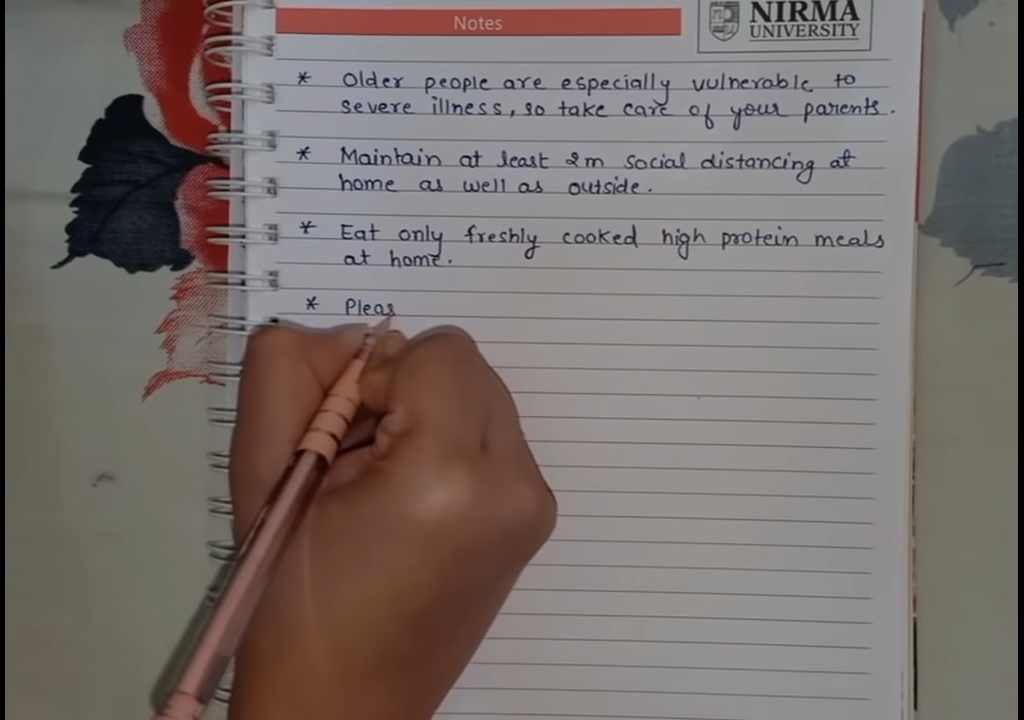 Notes
NIRMA
UNIVERSITY
* Older people are especially vulnerable to
severe illness, so take care of your parents.
* Maintain at least 2m social distancing at
home as well as outside.
* Eat only freshly cooked high protein meals
at home.
* Pleas